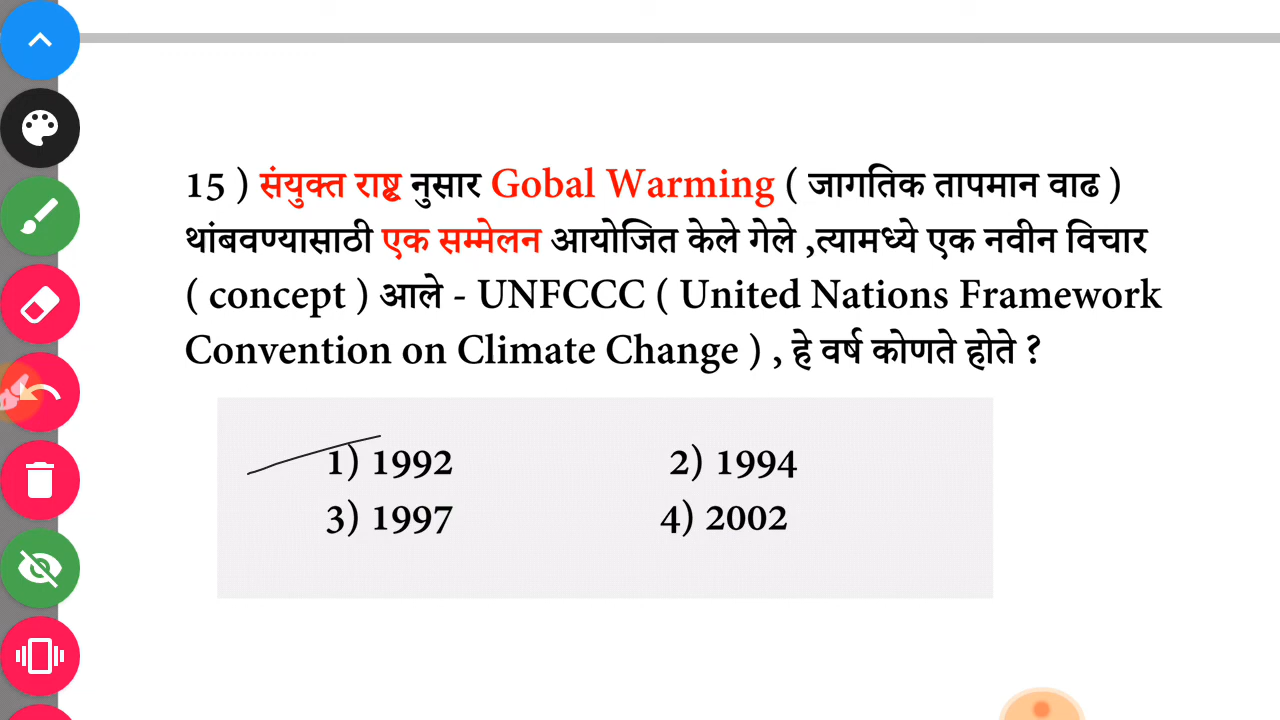 15 ) संयुक्त राष्ट्र नुसार Gobal Warming ( जागतिक तापमान वाढ )
थांबवण्यासाठी एक सम्मेलन आयोजित केले गेले ,त्यामध्ये एक नवीन विचार
( concept ) आले - UNFCCC ( United Nations Framework
Convention on Climate Change ) , हे वर्ष कोणते होते ?
1) 1992 2) 1994
3) 1997 4) 2002